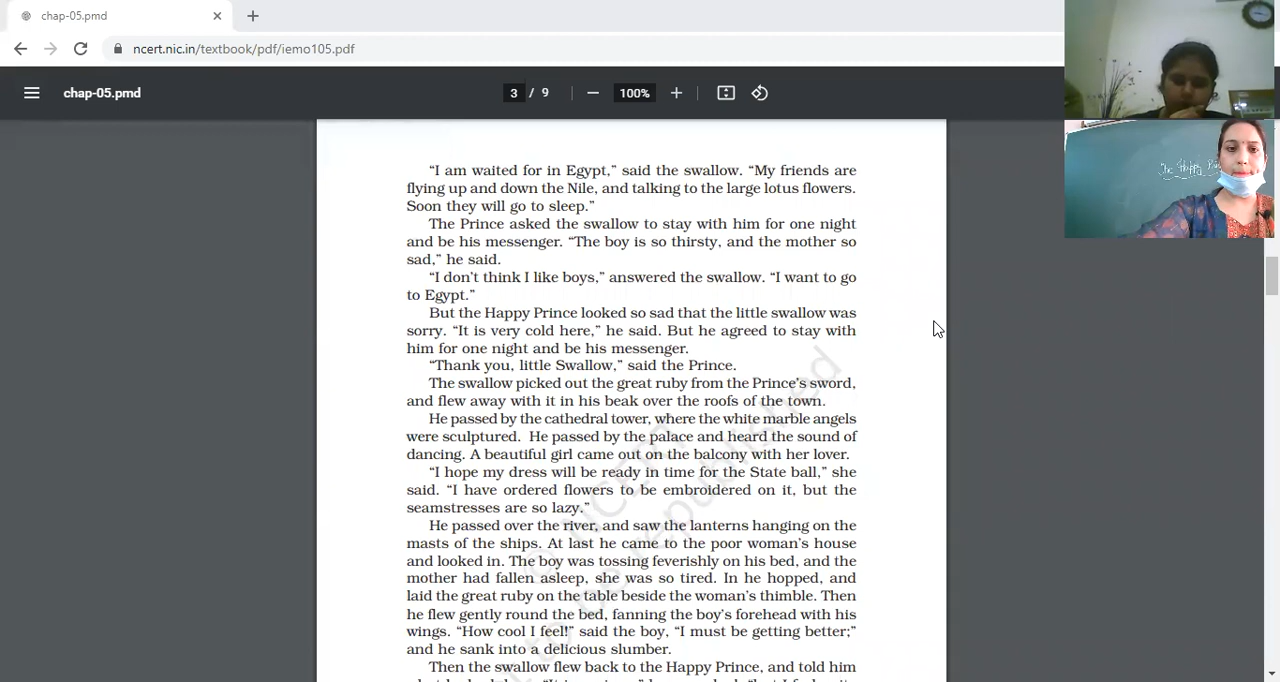 chap-05.pmd
ncert.nic.in/textbook/pdf/iemo105.pdf
chap-05.pmd
3 / 9
100%
"The Happy
“I am waited for in Egypt,” said the swallow. “My friends are
flying up and down the Nile, and talking to the large lotus flowers.
Soon they will go to sleep.”
The Prince asked the swallow to stay with him for one night
and be his messenger. “The boy is so thirsty, and the mother so
sad,” he said.
“I don’t think I like boys,” answered the swallow. “I want to go
to Egypt.”
But the Happy Prince looked so sad that the little swallow was
sorry. “It is very cold here,” he said. But he agreed to stay with
him for one night and be his messenger.
“Thank you, little Swallow,” said the Prince.
The swallow picked out the great ruby from the Prince’s sword,
and flew away with it in his beak over the roofs of the town.
He passed by the cathedral tower, where the white marble angels
were sculptured. He passed by the palace and heard the sound of
dancing. A beautiful girl came out on the balcony with her lover.
“I hope my dress will be ready in time for the State ball,” she
said. “I have ordered flowers to be embroidered on it, but the
seamstresses are so lazy.”
He passed over the river, and saw the lanterns hanging on the
masts of the ships. At last he came to the poor woman’s house
and looked in. The boy was tossing feverishly on his bed, and the
mother had fallen asleep, she was so tired. In he hopped, and
laid the great ruby on the table beside the woman’s thimble. Then
he flew gently round the bed, fanning the boy’s forehead with his
wings. “How cool I feel!” said the boy, “I must be getting better;”
and he sank into a delicious slumber.
Then the swallow flew back to the Happy Prince, and told him
© NCERT
to be republished